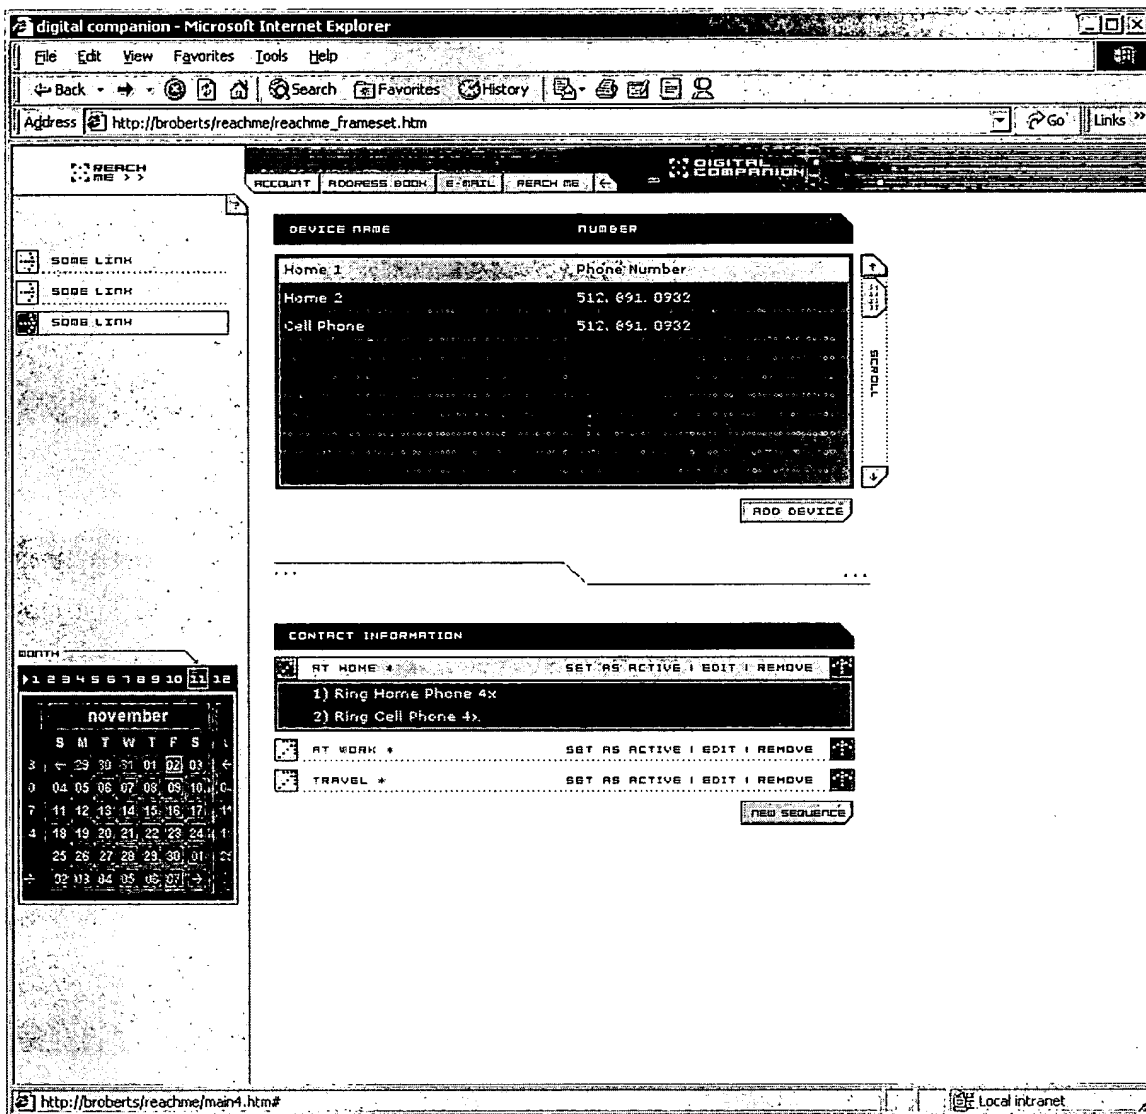 digital companion - Microsoft Internet Explorer
File Edit View Favorites Tools Help
Back Search Favorites History
Address http://broberts/reachme/reachme_frameset.htm Go Links »
REACH ME >>
DIGITAL COMPANION
ACCOUNT ADDRESS BOOK E-MAIL REACH ME
SOME LINK
SOME LINK
SOME LINK
DEVICE NAME NUMBER
Home 1 Phone Number
Home 2 512. 891. 0932
Cell Phone 512. 891. 0932
SCROLL
ADD DEVICE
CONTACT INFORMATION
AT HOME * SET AS ACTIVE | EDIT | REMOVE
1) Ring Home Phone 4x
2) Ring Cell Phone 4x
AT WORK * SET AS ACTIVE | EDIT | REMOVE
TRAVEL * SET AS ACTIVE | EDIT | REMOVE
NEW SEQUENCE
MONTH
1 2 3 4 5 6 7 8 9 10 11 12
november
S M T W T F S
29 30 31 01 02 03
04 05 06 07 08 09 10
11 12 13 14 15 16 17
18 19 20 21 22 23 24
25 26 27 28 29 30 01
02 03 04 05 06 07
http://broberts/reachme/main4.htm# Local intranet